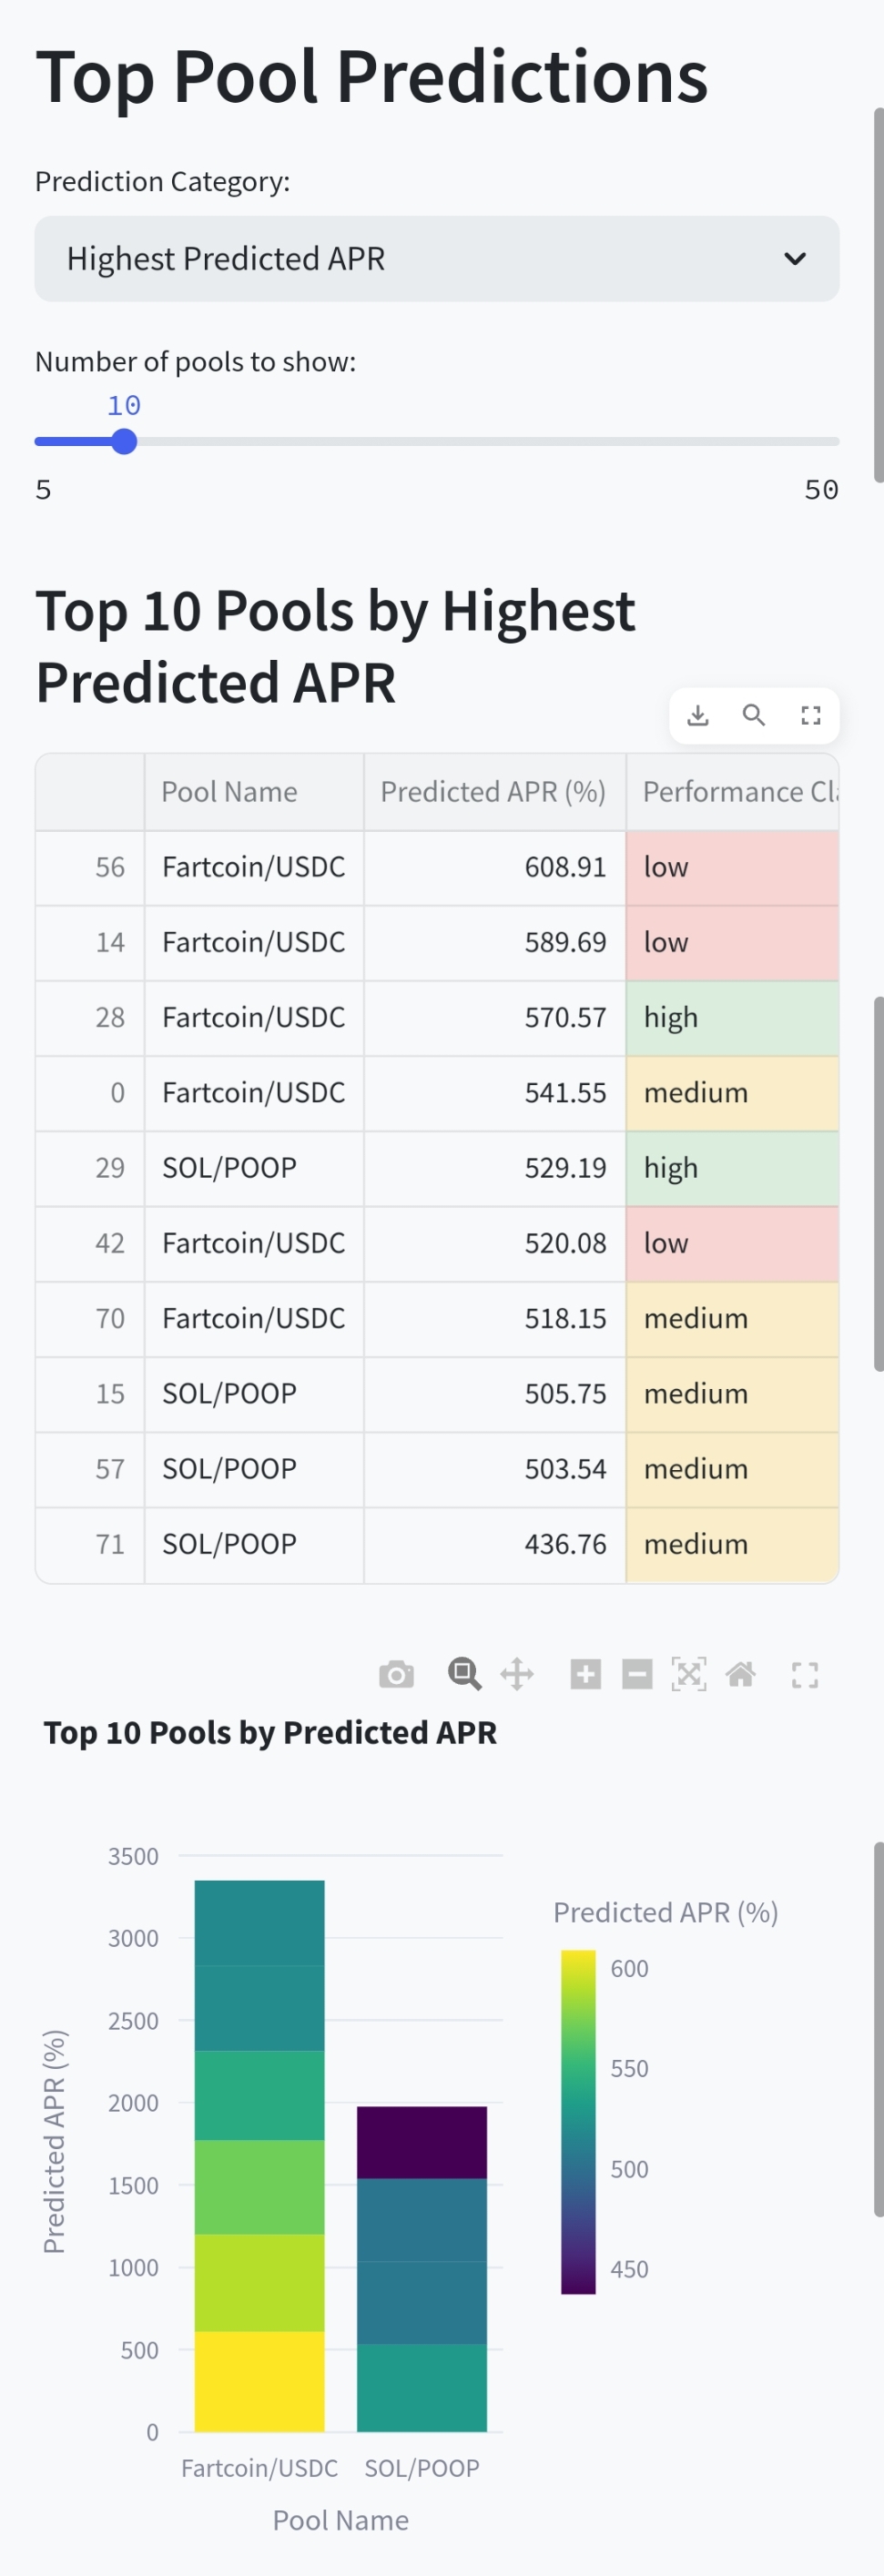 Top Pool Predictions
Prediction Category:
Highest Predicted APR
Number of pools to show:
10
5 50
Top 10 Pools by Highest
Predicted APR
Pool Name Predicted APR (%) Performance Cl
56 Fartcoin/USDC 608.91 low
14 Fartcoin/USDC 589.69 low
28 Fartcoin/USDC 570.57 high
0 Fartcoin/USDC 541.55 medium
29 SOL/POOP 529.19 high
42 Fartcoin/USDC 520.08 low
70 Fartcoin/USDC 518.15 medium
15 SOL/POOP 505.75 medium
57 SOL/POOP 503.54 medium
71 SOL/POOP 436.76 medium
Top 10 Pools by Predicted APR
3500
3000
2500
2000
1500
1000
500
0
Predicted APR (%)
Fartcoin/USDC SOL/POOP
Pool Name
Predicted APR (%)
600
550
500
450